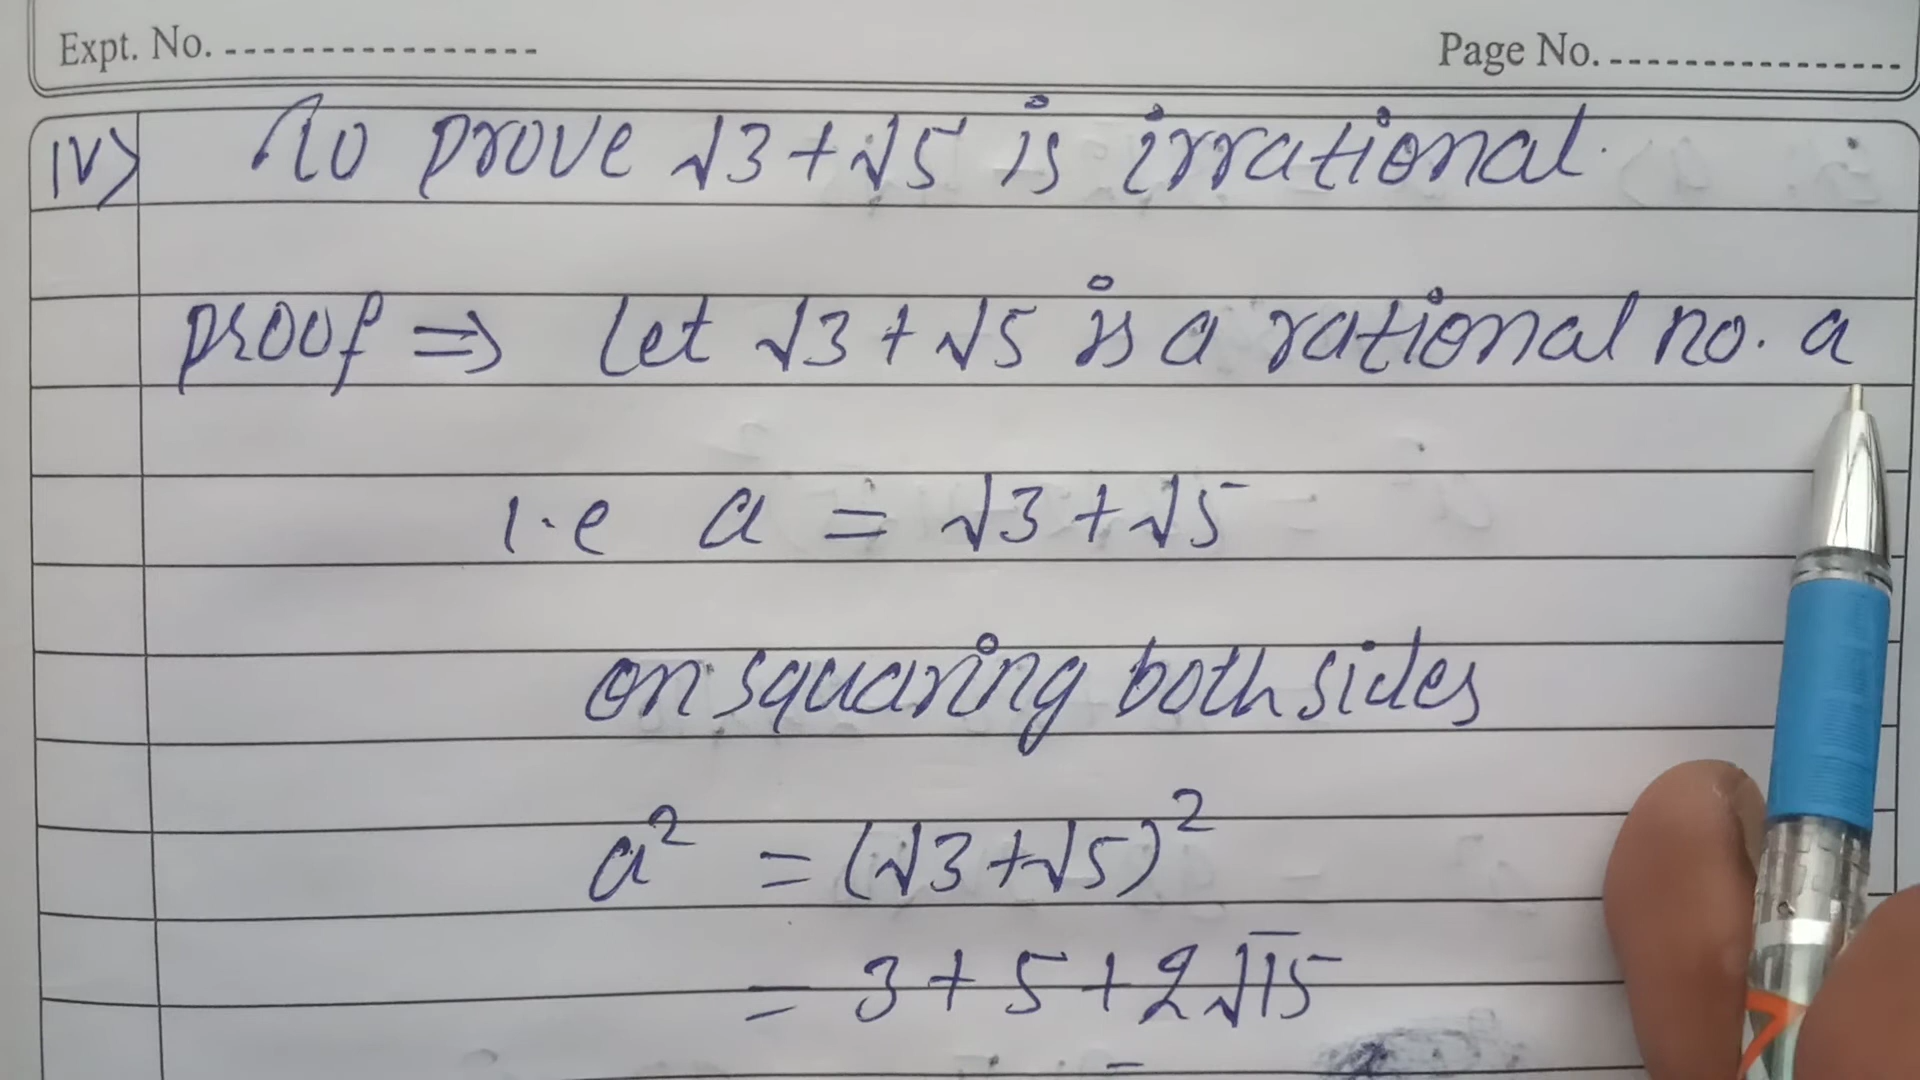 Expt. No. Page No.
IV) To prove √3+√5 is irrational.
proof ⇒ Let √3+√5 is a rational no. a
i.e a = √3+√5
on squaring both sides
a² = (√3+√5)²
= 3+5+2√15